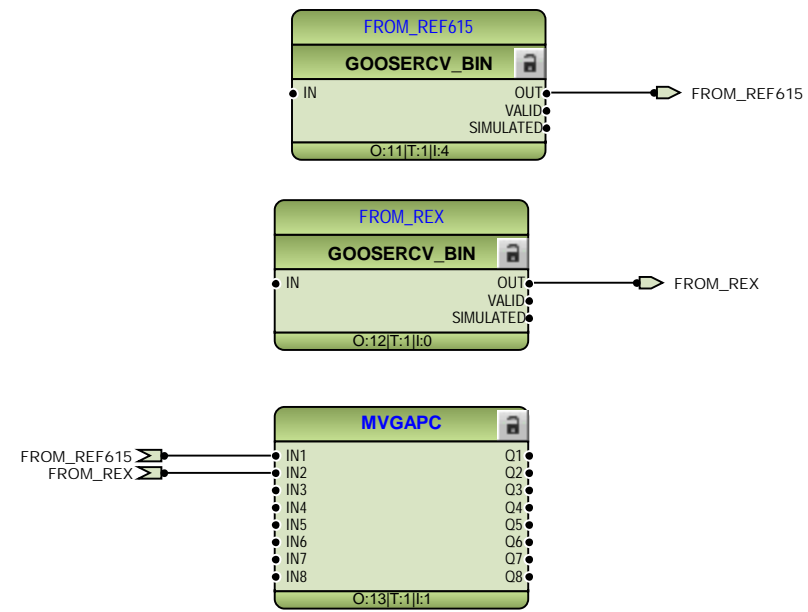 FROM_REF615
GOOSERCV_BIN
IN OUT FROM_REF615
VALID
SIMULATED
O:11|T:1|I:4
FROM_REX
GOOSERCV_BIN
IN OUT FROM_REX
VALID
SIMULATED
O:12|T:1|I:0
MVGAPC
FROM_REF615 IN1 Q1
FROM_REX IN2 Q2
IN3 Q3
IN4 Q4
IN5 Q5
IN6 Q6
IN7 Q7
IN8 Q8
O:13|T:1|I:1